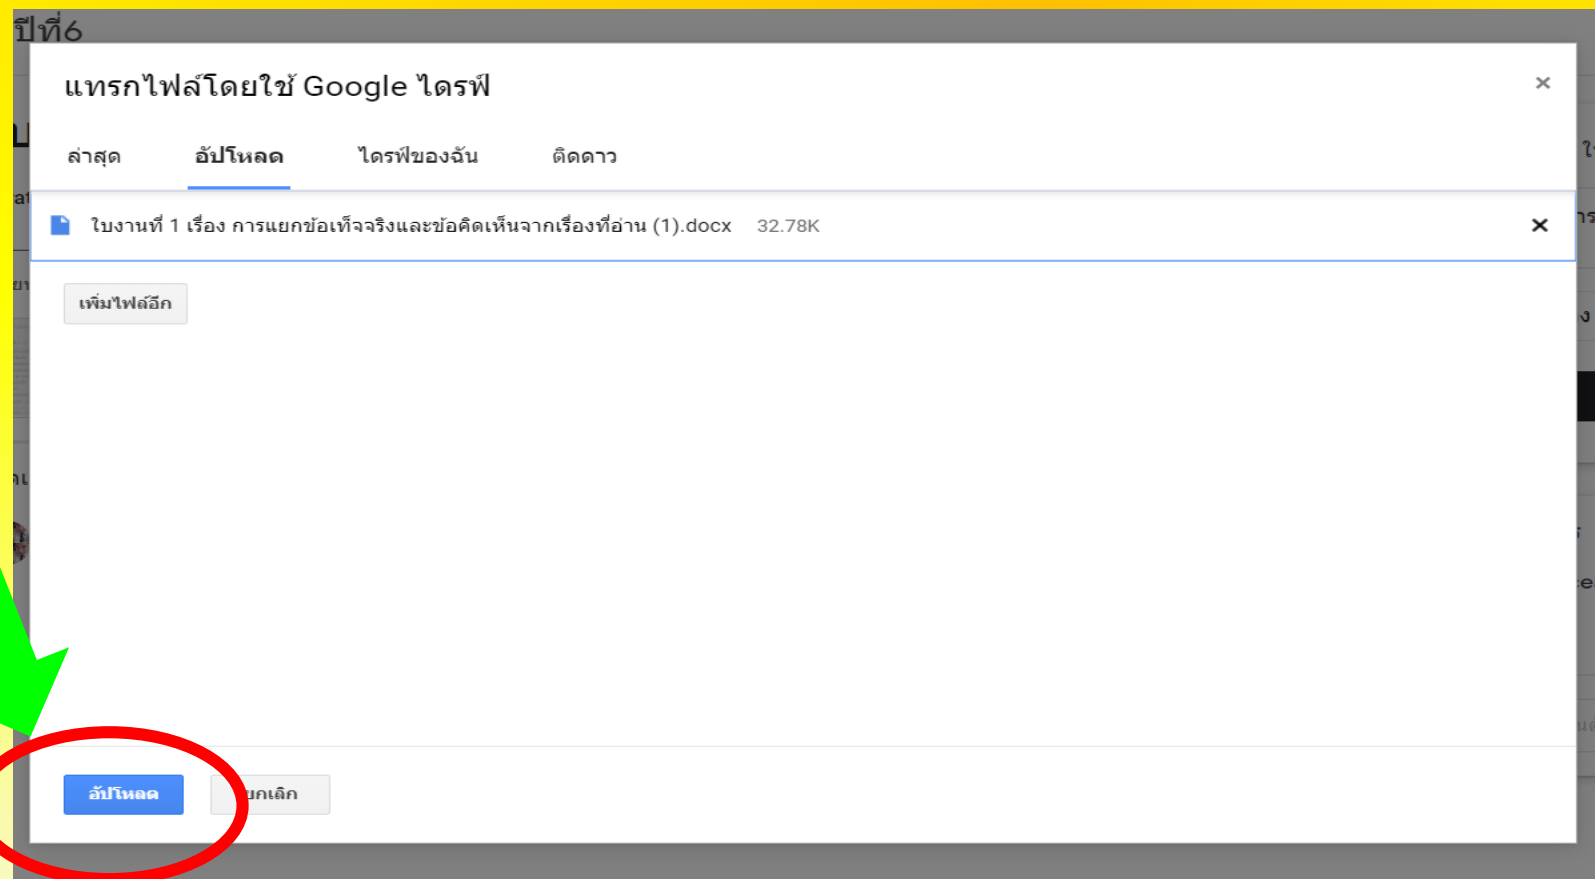 ปีที่6
แทรกไฟล์โดยใช้ Google ไดรฟ์
ล่าสุด อัปโหลด ไดรฟ์ของฉัน ติดดาว
ใบงานที่ 1 เรื่อง การแยกข้อเท็จจริงและข้อคิดเห็นจากเรื่องที่อ่าน (1).docx 32.78K
เพิ่มไฟล์อีก
อัปโหลด ยกเลิก